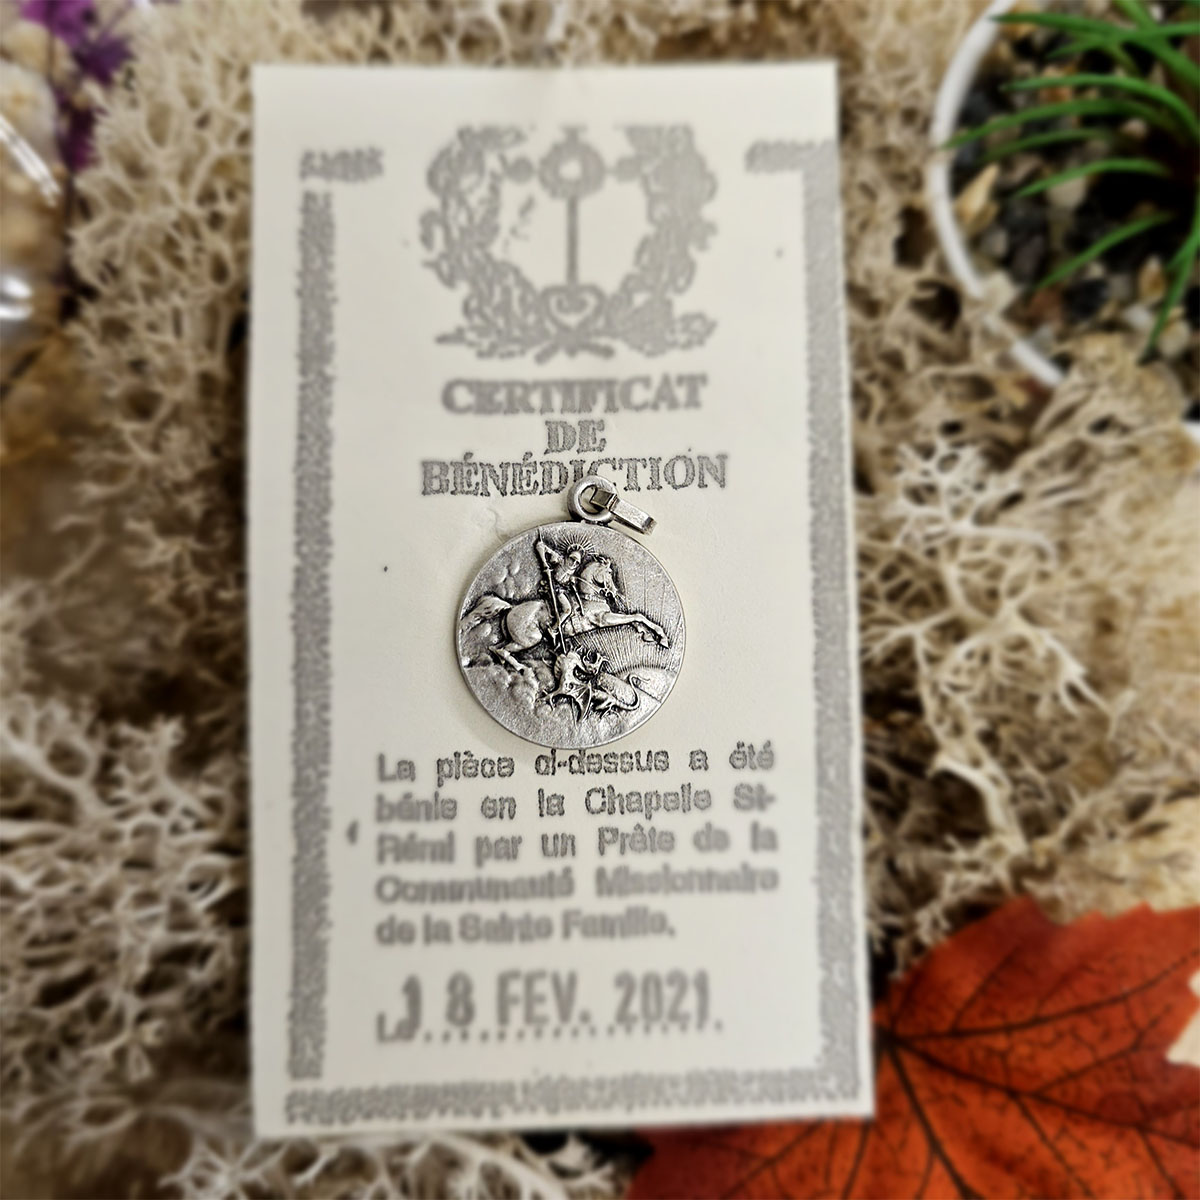 CERTIFICAT
DE
BÉNÉDICTION
La pièce ci-dessus a été
bénie en la Chapelle St-
Rémi par un Prête de la
Communauté Missionnaire
de la Sainte Famille.
Le 18 FEV. 2021